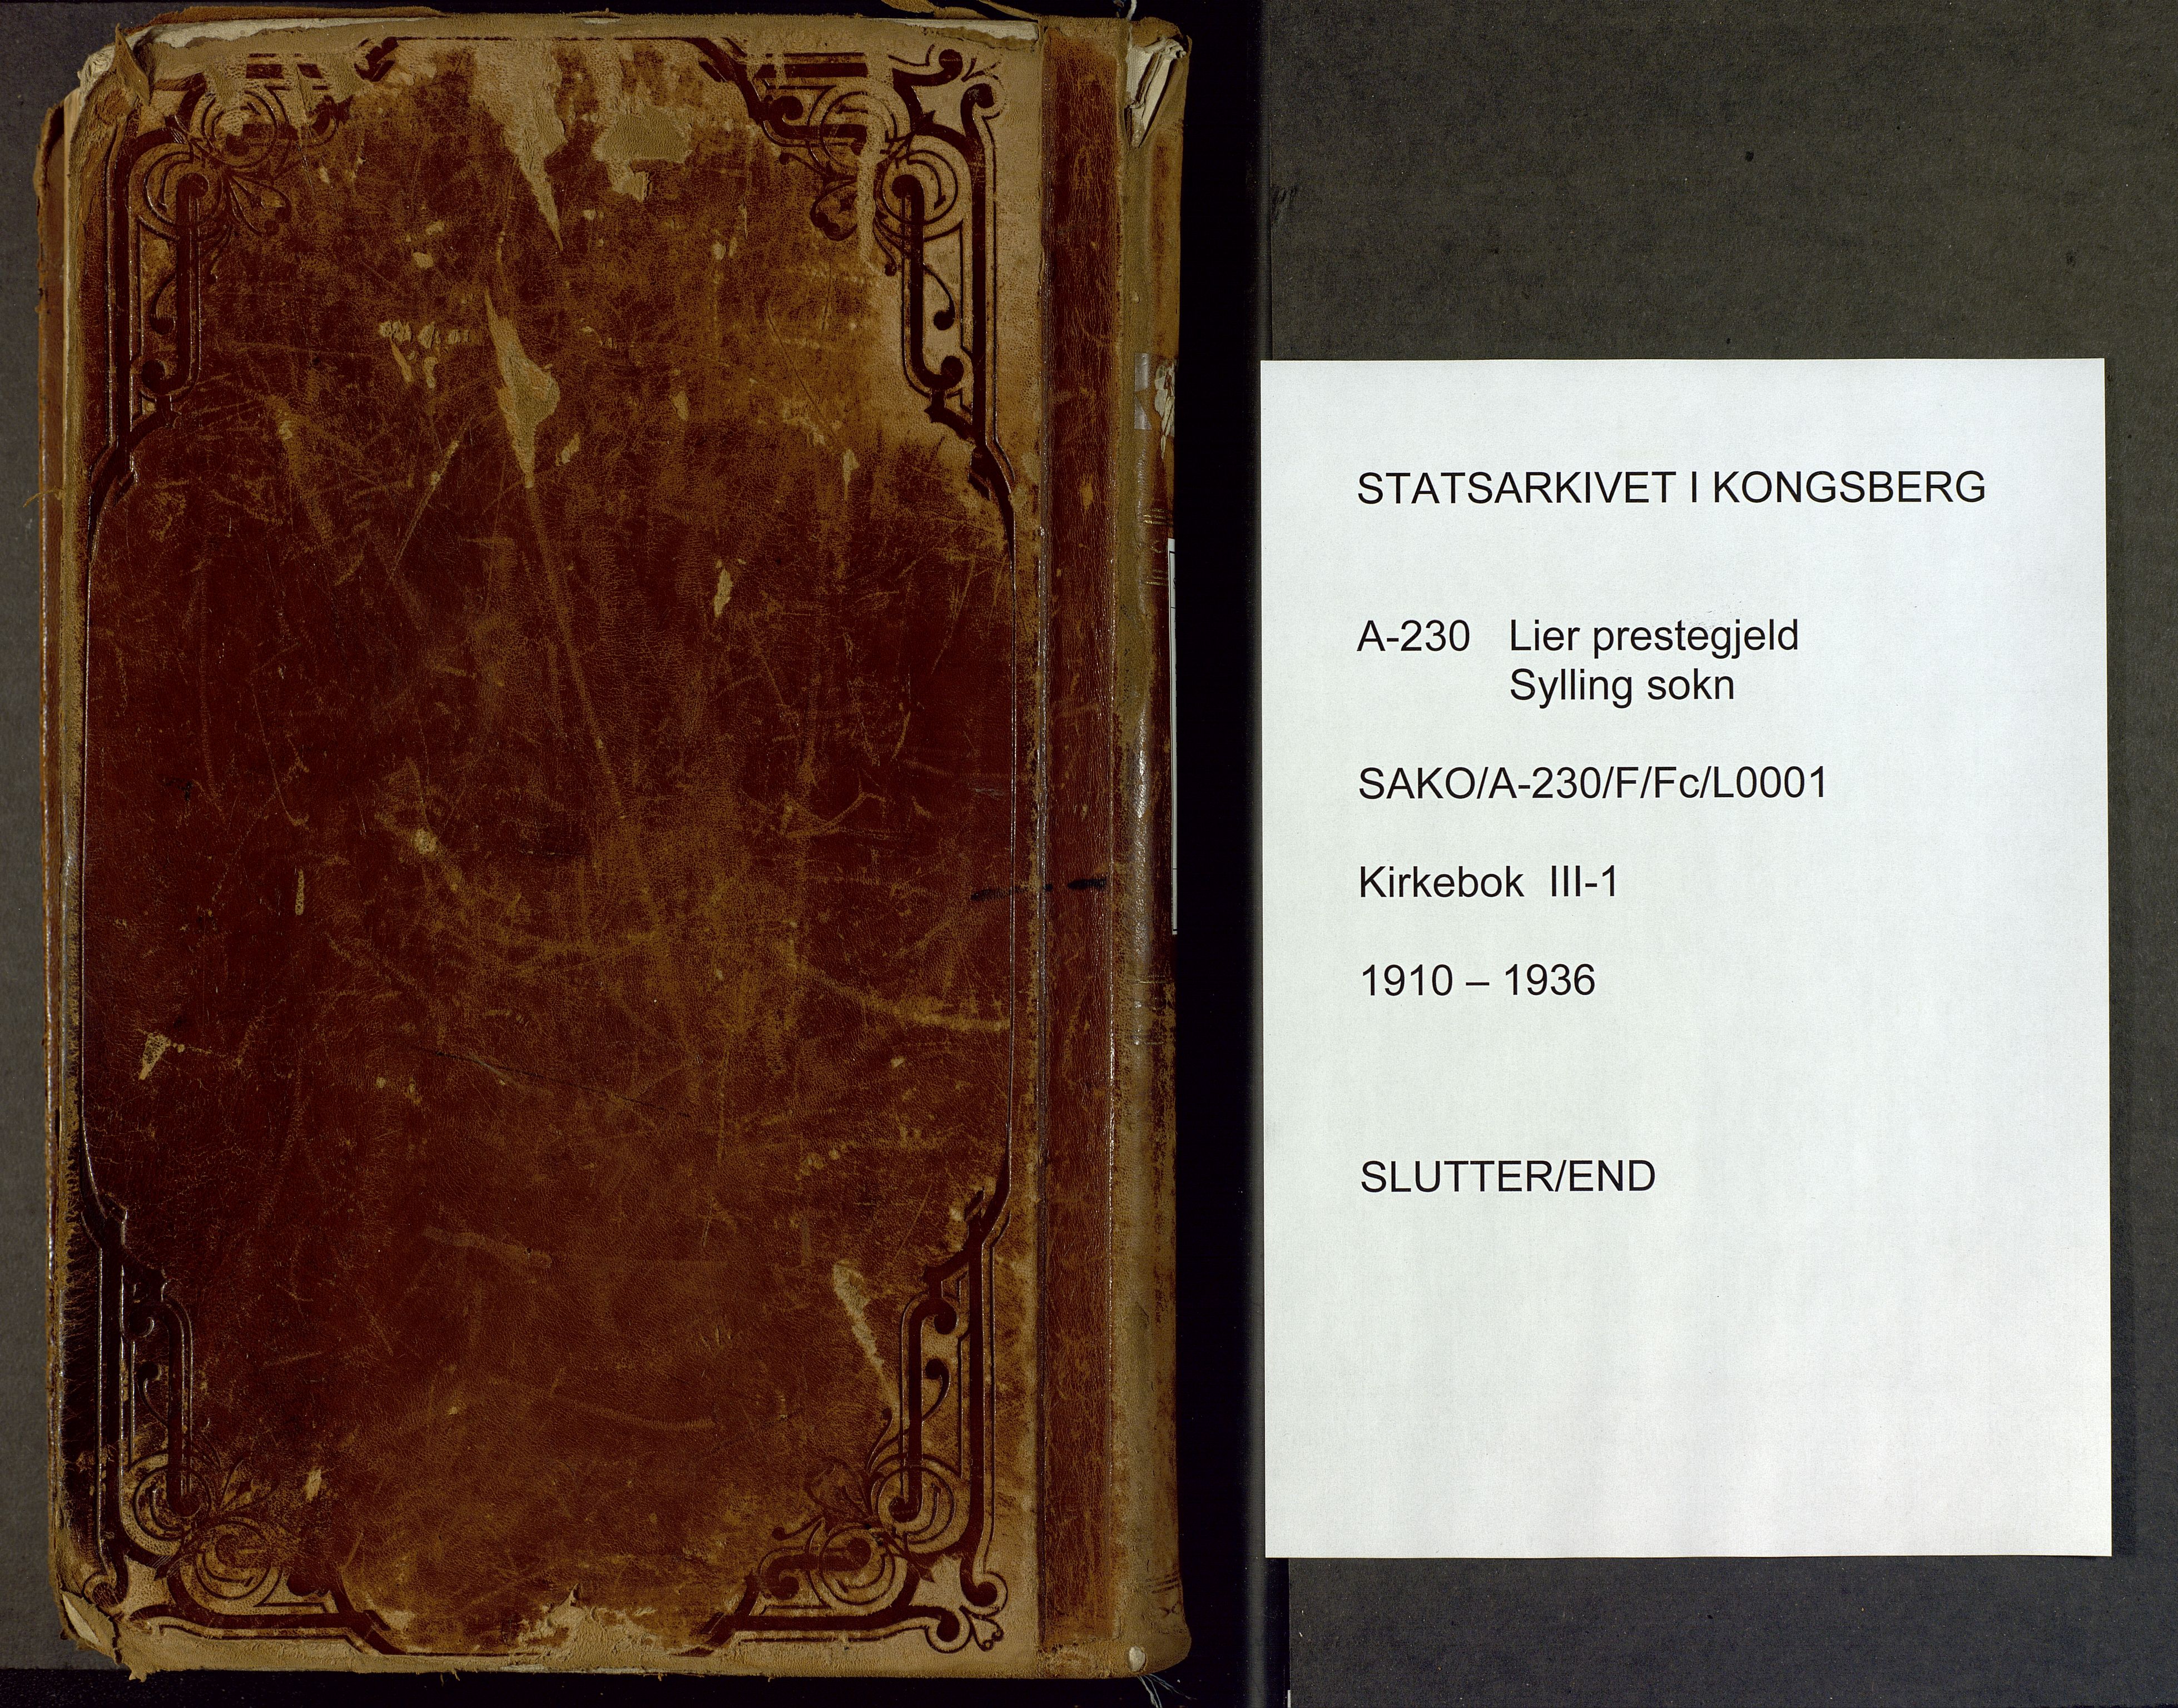 STATSARKIVET I KONGSBERG
A-230 Lier prestegjeld
Sylling sokn
SAKO/A-230/F/Fc/L0001
Kirkebok III-1
1910 – 1936
SLUTTER/END